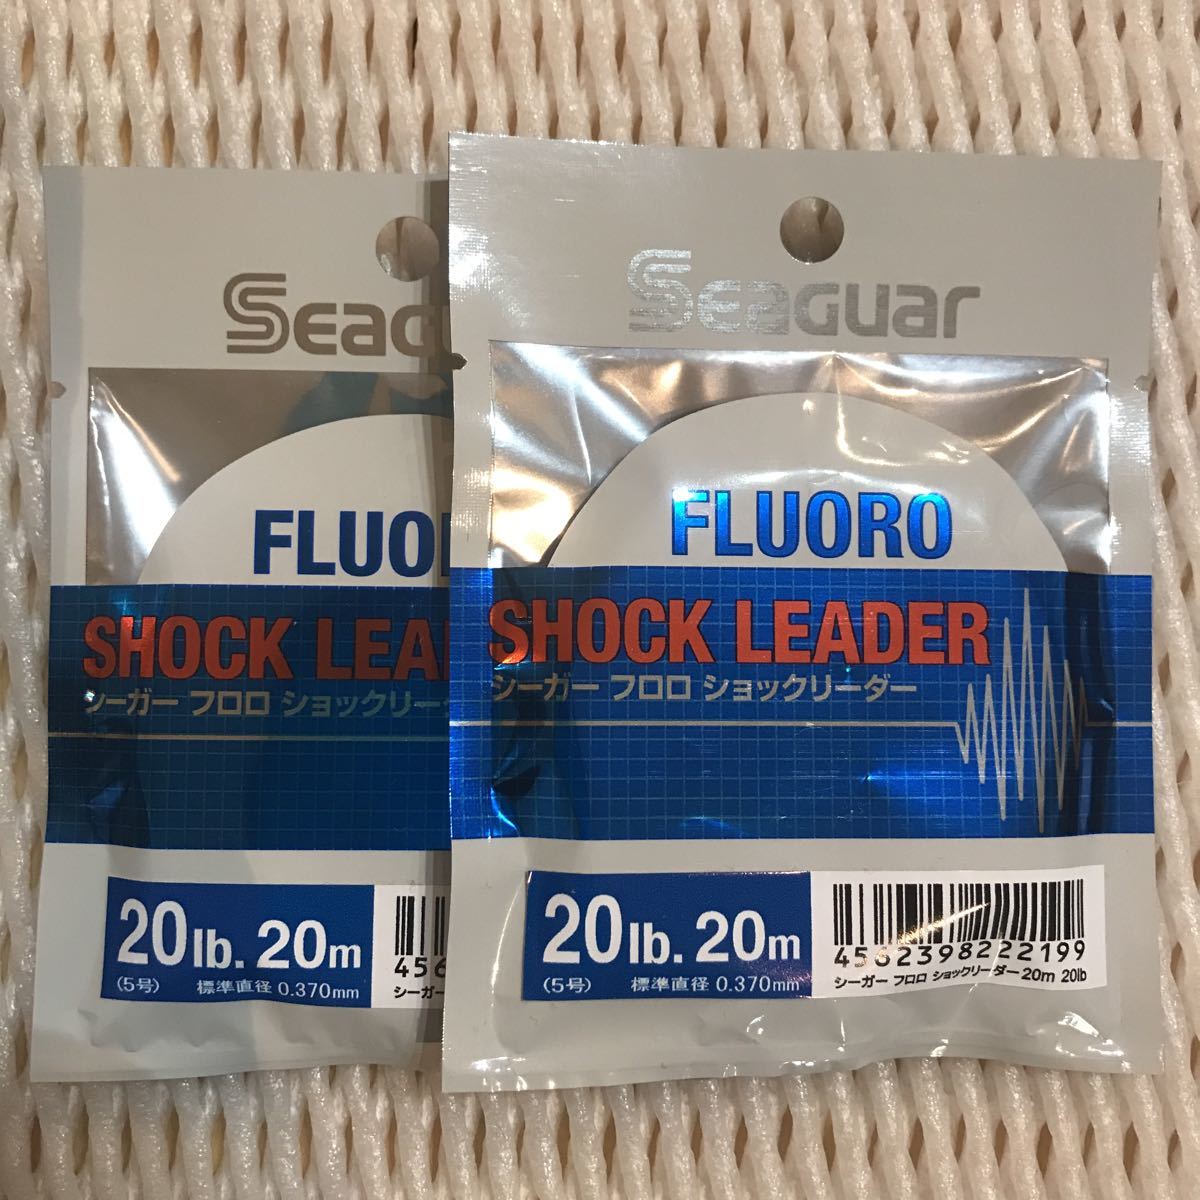 SEAGUar
FLUOR
SHOCK LEAD
シーガー フロロ ショックリーダ
20lb. 20m
(5号) 標準直径 0.370mm
456
シーガー
SEAGUar
FLUORO
SHOCK LEADER
シーガー フロロ ショックリーダー
20lb. 20m
(5号) 標準直径 0.370mm
4562398222199
シーガー フロロ ショックリーダー20m 20lb